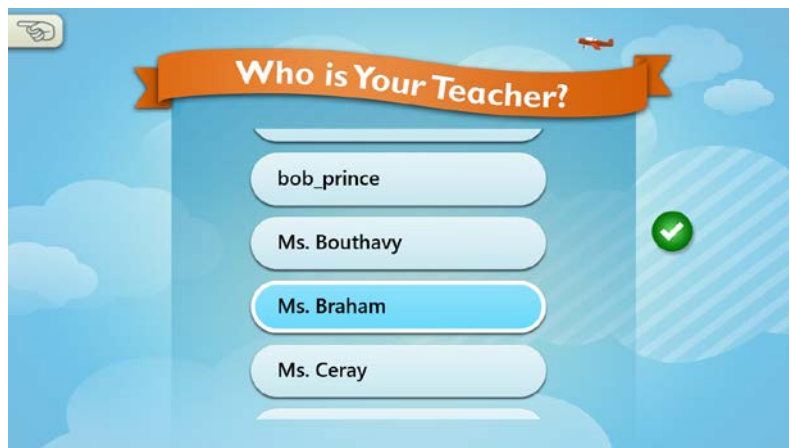 Who is Your Teacher?
bob_prince
Ms. Bouthavy
Ms. Braham
Ms. Ceray